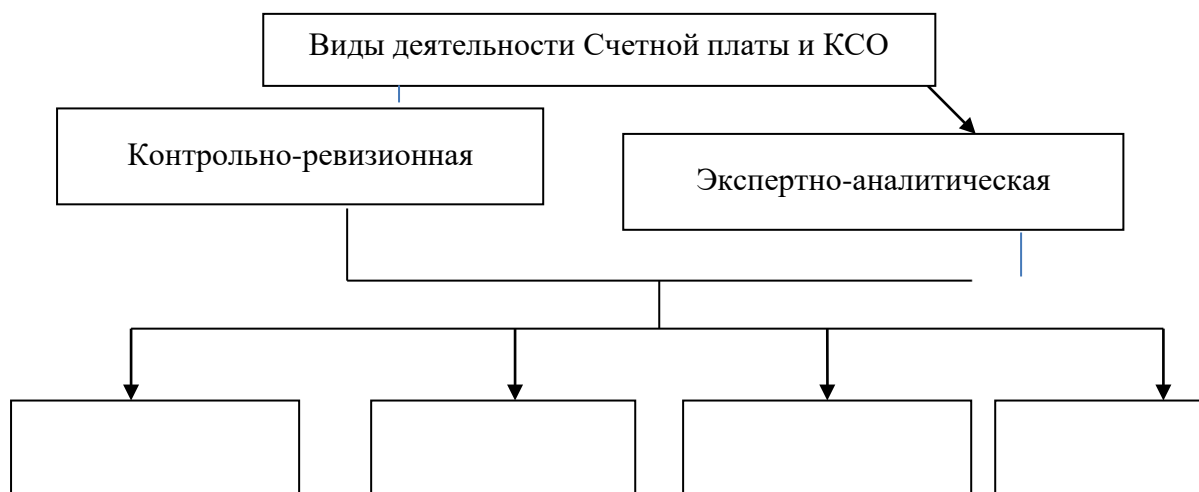 Виды деятельности Счетной платы и КСО
Контрольно-ревизионная
Экспертно-аналитическая